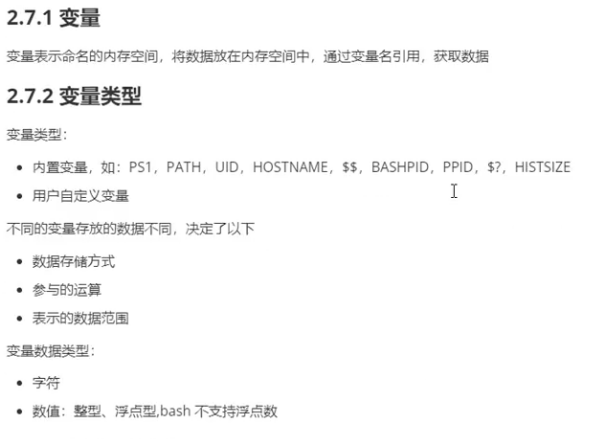 2.7.1 变量
变量表示命名的内存空间，将数据放在内存空间中，通过变量名引用，获取数据
2.7.2 变量类型
变量类型：
内置变量，如：PS1，PATH，UID，HOSTNAME，$$，BASHPID，PPID，$?，HISTSIZE
用户自定义变量
不同的变量存放的数据不同，决定了以下
数据存储方式
参与的运算
表示的数据范围
变量数据类型：
字符
数值：整型、浮点型,bash 不支持浮点数